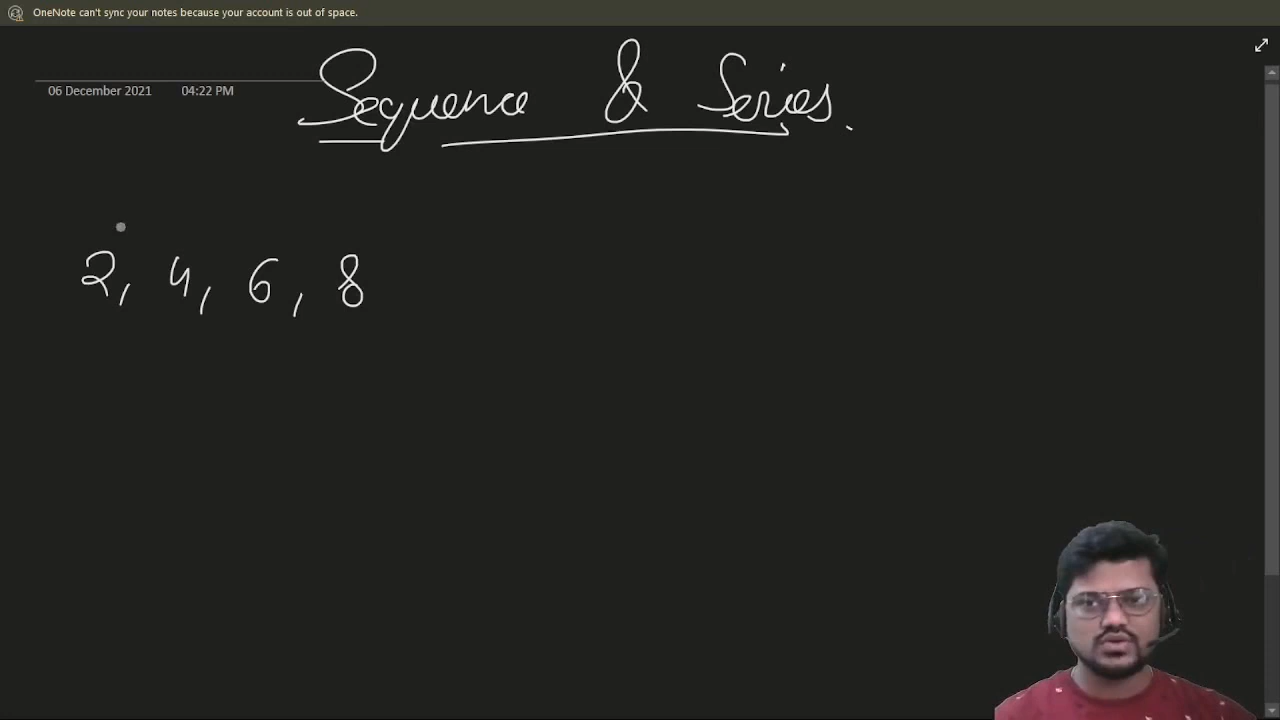 OneNote can't sync your notes because your account is out of space.
Sequence & Series.
06 December 2021 04:22 PM
2, 4, 6, 8